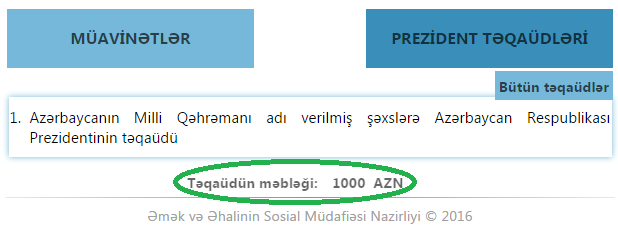 MÜAVİNƏTLƏR
PREZİDENT TƏQAÜDLƏRİ
Bütün təqaüdlər
1. Azərbaycanın Milli Qəhrəmanı adı verilmiş şəxslərə Azərbaycan Respublikası
Prezidentinin təqaüdü
Təqaüdün məbləği: 1000 AZN
Əmək və Əhalinin Sosial Müdafiəsi Nazirliyi © 2016